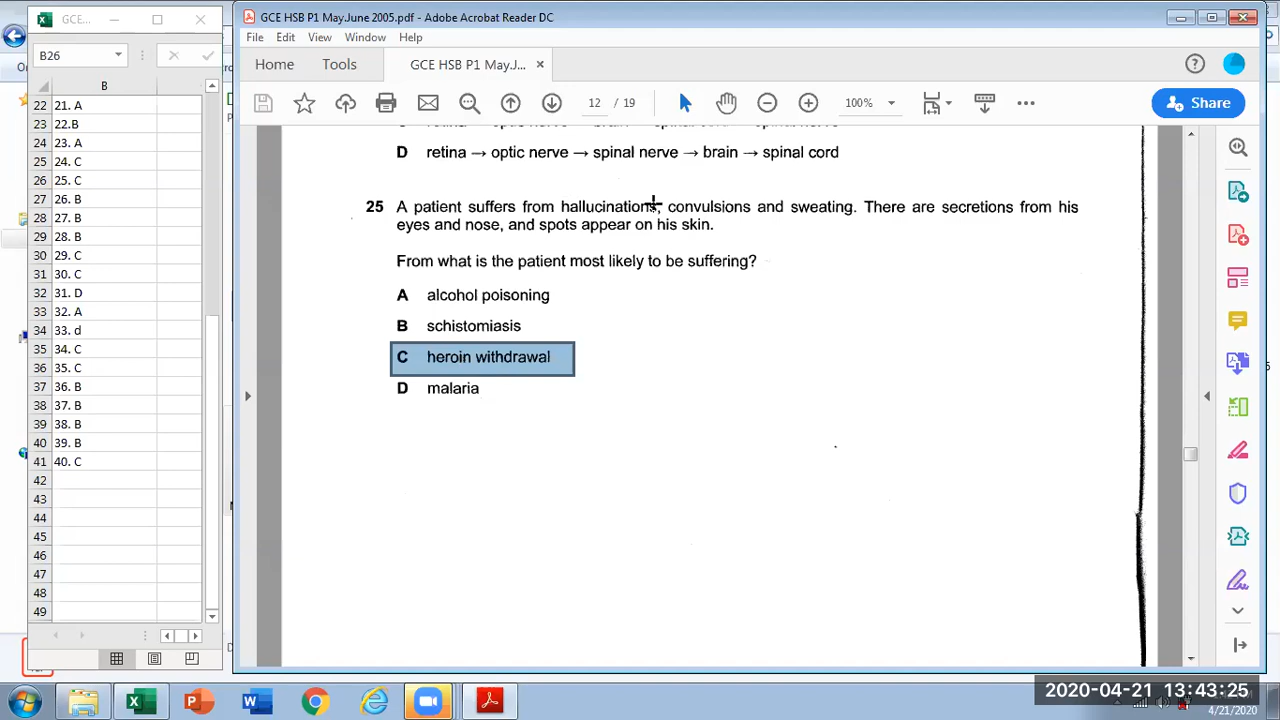 GCE...
GCE HSB P1 May.June 2005.pdf - Adobe Acrobat Reader DC
File Edit View Window Help
B26
Home Tools GCE HSB P1 May.J... ×
12 / 19 100% Share
B
22 21. A
23 22.B
24 23. A
25 24. C
26 25. C
27 26. B
28 27. B
29 28. B
30 29. C
31 30. C
32 31. D
33 32. A
34 33. d
35 34. C
36 35. C
37 36. B
38 37. B
39 38. B
40 39. B
41 40. C
42
43
44
45
46
47
48
49
D retina → optic nerve → spinal nerve → brain → spinal cord
25 A patient suffers from hallucinations, convulsions and sweating. There are secretions from his
eyes and nose, and spots appear on his skin.
From what is the patient most likely to be suffering?
A alcohol poisoning
B schistomiasis
C heroin withdrawal
D malaria
2020-04-21 13:43:25
4/21/2020